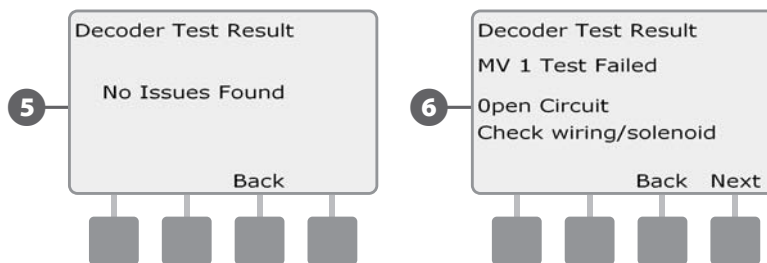 5
Decoder Test Result
No Issues Found
Back
6
Decoder Test Result
MV 1 Test Failed
0pen Circuit
Check wiring/solenoid
Back Next